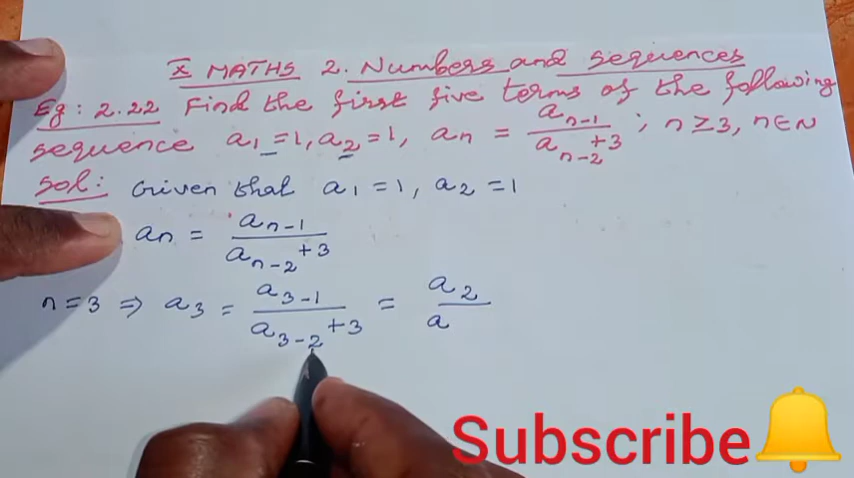 X MATHS 2. Numbers and sequences
Eg: 2.22 Find the first five terms of the following
sequence a₁ = 1, a₂ = 1, aₙ = aₙ₋₁ / (aₙ₋₂ + 3) ; n ≥ 3, n ∈ N
Sol: Given that a₁ = 1, a₂ = 1
aₙ = aₙ₋₁ / (aₙ₋₂ + 3)
n = 3 ⇒ a₃ = a₃₋₁ / (a₃₋₂ + 3) = a₂ / a
Subscribe